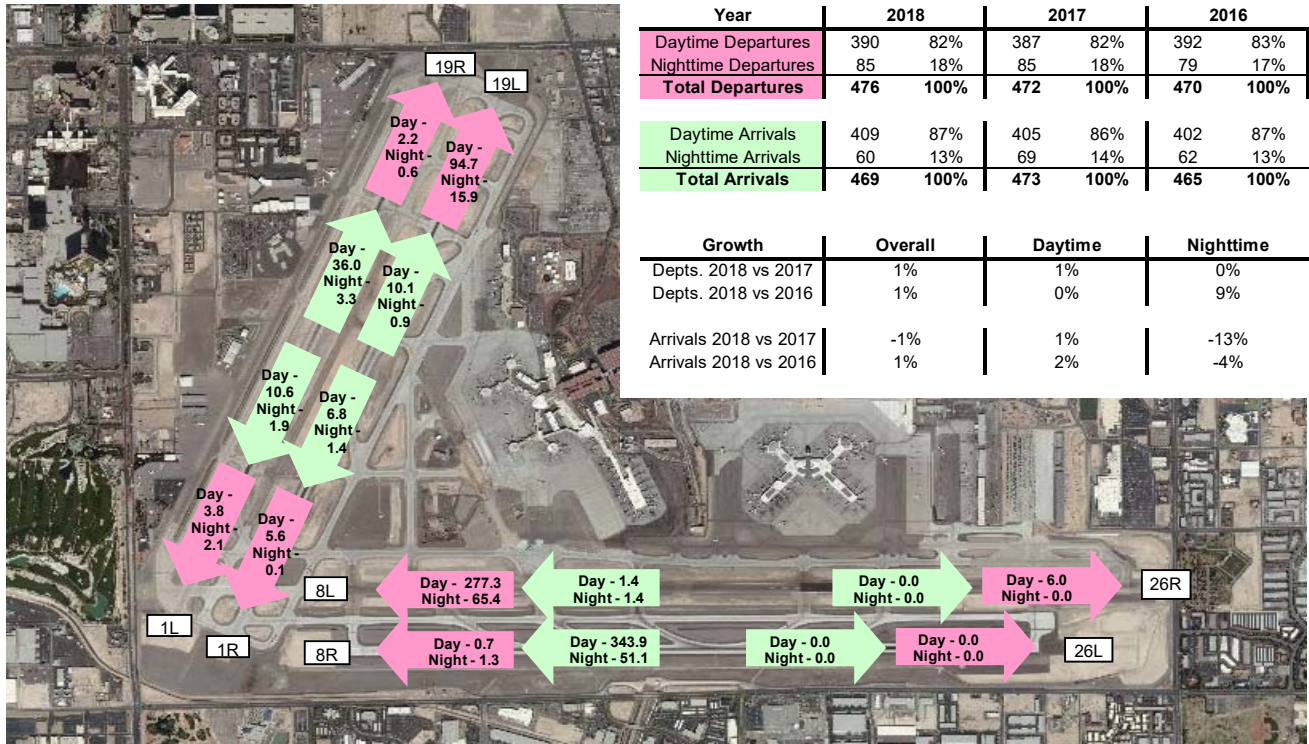 Year 2018 2017 2016
Daytime Departures 390 82% 387 82% 392 83%
Nighttime Departures 85 18% 85 18% 79 17%
Total Departures 476 100% 472 100% 470 100%
Daytime Arrivals 409 87% 405 86% 402 87%
Nighttime Arrivals 60 13% 69 14% 62 13%
Total Arrivals 469 100% 473 100% 465 100%
Growth Overall Daytime Nighttime
Depts. 2018 vs 2017 1% 1% 0%
Depts. 2018 vs 2016 1% 0% 9%
Arrivals 2018 vs 2017 -1% 1% -13%
Arrivals 2018 vs 2016 1% 2% -4%
19R
19L
Day -
2.2
Night -
0.6
Day -
94.7
Night -
15.9
Day -
36.0
Night -
3.3
Day -
10.1
Night -
0.9
Day -
10.6
Night -
1.9
Day -
6.8
Night -
1.4
Day -
3.8
Night -
2.1
Day -
5.6
Night -
0.1
1L
1R
8L
Day - 277.3
Night - 65.4
Day - 1.4
Night - 1.4
Day - 0.0
Night - 0.0
Day - 6.0
Night - 0.0
26R
8R
Day - 0.7
Night - 1.3
Day - 343.9
Night - 51.1
Day - 0.0
Night - 0.0
Day - 0.0
Night - 0.0
26L